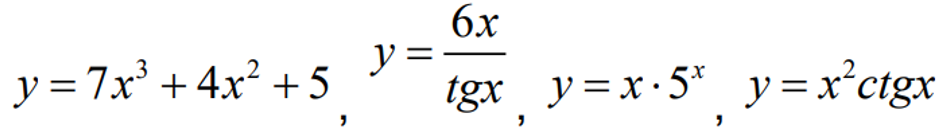 y = 7x³ + 4x² + 5 , y = 6x/tgx , y = x · 5ˣ , y = x²ctgx